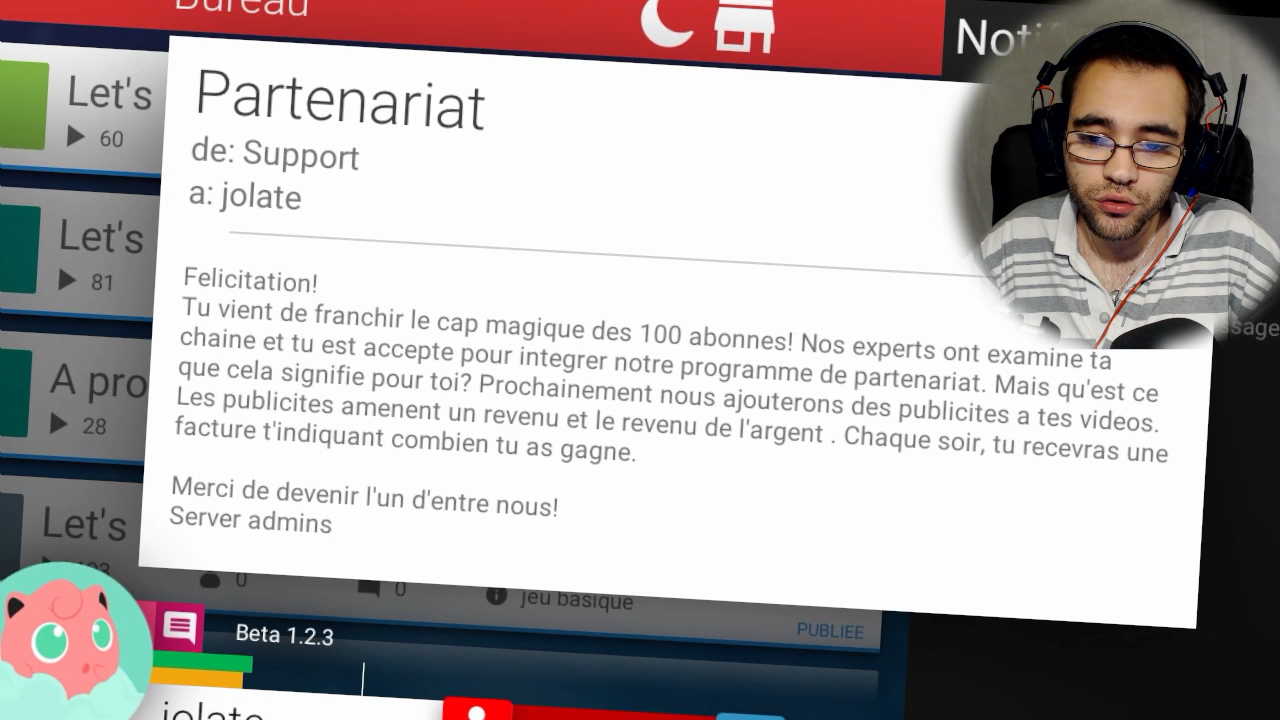 Bureau
Noti
Let's
60
Partenariat
de: Support
a: jolate
Let's
81
Felicitation!
Tu vient de franchir le cap magique des 100 abonnes! Nos experts ont examine ta
chaine et tu est accepte pour integrer notre programme de partenariat. Mais qu'est ce
que cela signifie pour toi? Prochainement nous ajouterons des publicites a tes videos.
Les publicites amenent un revenu et le revenu de l'argent . Chaque soir, tu recevras une
facture t'indiquant combien tu as gagne.
ssage
A pro
28
Merci de devenir l'un d'entre nous!
Server admins
Let's
0
0
jeu basique
PUBLIEE
Beta 1.2.3
jolate